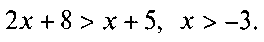 2x + 8 > x + 5, x > –3.